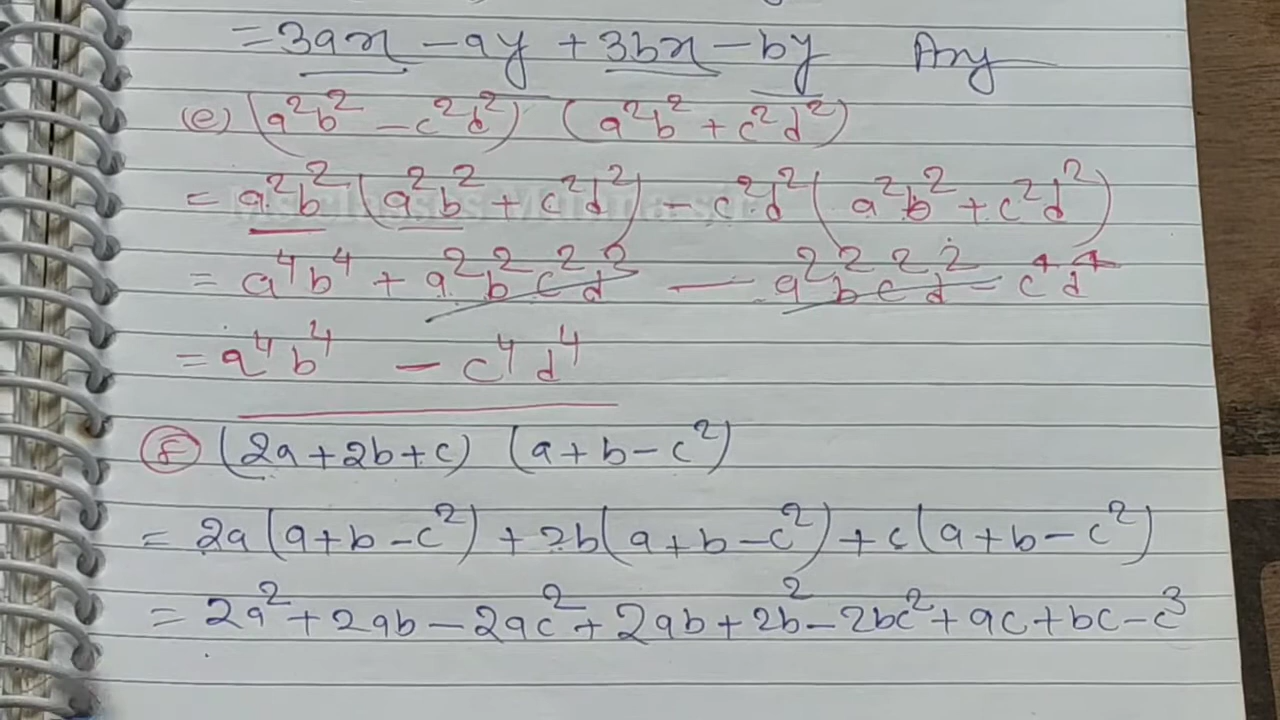 =3ax - ay + 3bx - by Ans
(e) (a²b² - c²d²) (a²b² + c²d²)
= a²b² (a²b² + c²d²) - c²d² (a²b² + c²d²)
= a⁴b⁴ + a²b²c²d² - a²b²c²d² - c⁴d⁴
= a⁴b⁴ - c⁴d⁴
(f) (2a+2b+c) (a+b-c²)
= 2a(a+b-c²) + 2b(a+b-c²) + c(a+b-c²)
= 2a² + 2ab - 2ac² + 2ab + 2b² - 2bc² + ac + bc - c³